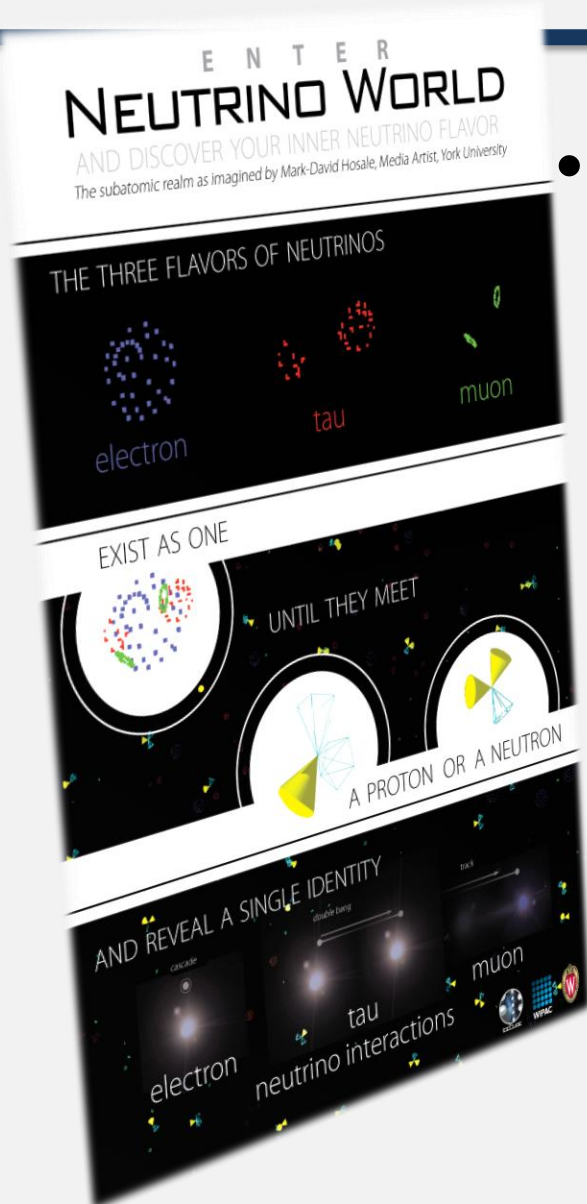 ENTER
NEUTRINO WORLD
AND DISCOVER YOUR INNER NEUTRINO FLAVOR
The subatomic realm as imagined by Mark-David Hosale, Media Artist, York University
THE THREE FLAVORS OF NEUTRINOS
electron
tau
muon
EXIST AS ONE
UNTIL THEY MEET
A PROTON OR A NEUTRON
AND REVEAL A SINGLE IDENTITY
cascade
double bang
track
electron
tau
muon
neutrino interactions
ICECUBE
WIPAC
W